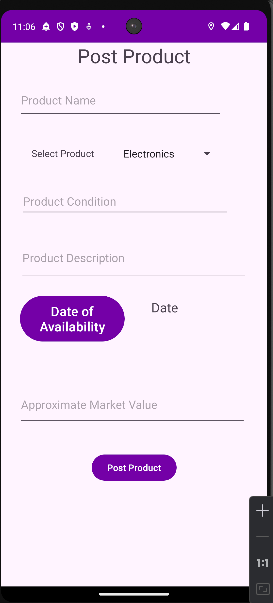 11:06
Post Product
Product Name
Select Product
Electronics
Product Condition
Product Description
Date of
Availability
Date
Approximate Market Value
Post Product
1:1